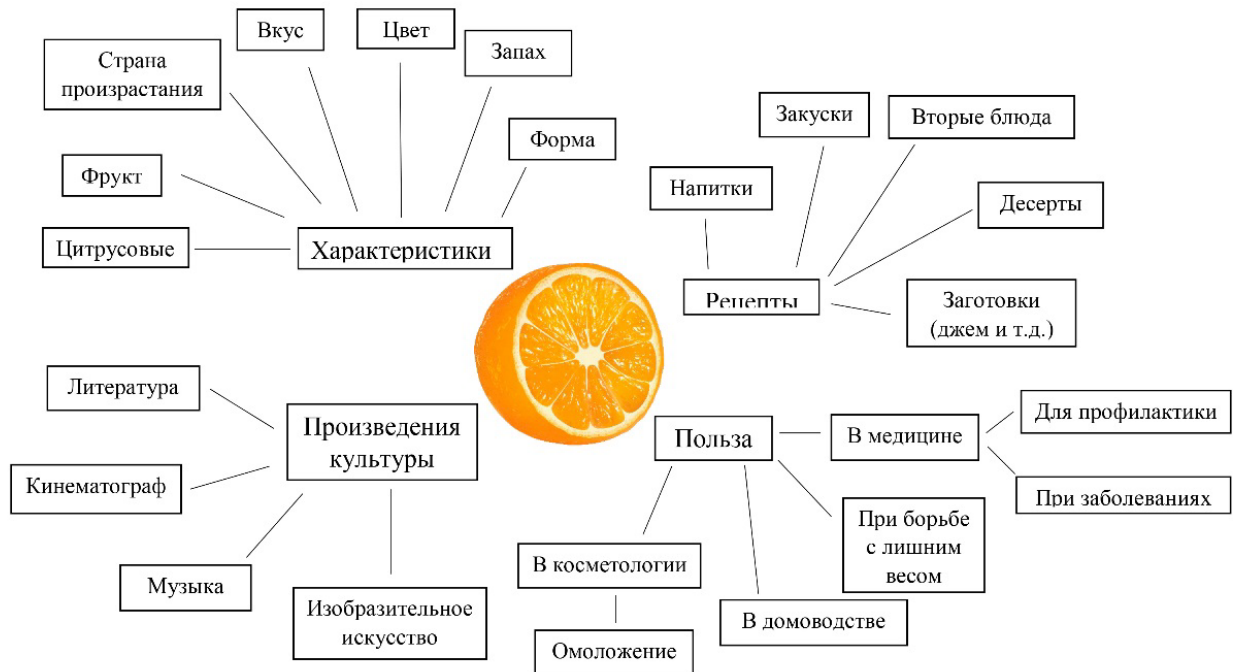 Вкус
Цвет
Запах
Страна
произрастания
Форма
Фрукт
Цитрусовые
Характеристики
Закуски
Вторые блюда
Напитки
Десерты
Рецепты
Заготовки
(джем и т.д.)
Литература
Произведения
культуры
Кинематограф
Музыка
Изобразительное
искусство
Польза
В медицине
Для профилактики
При заболеваниях
При борьбе
с лишним
весом
В косметологии
В домоводстве
Омоложение